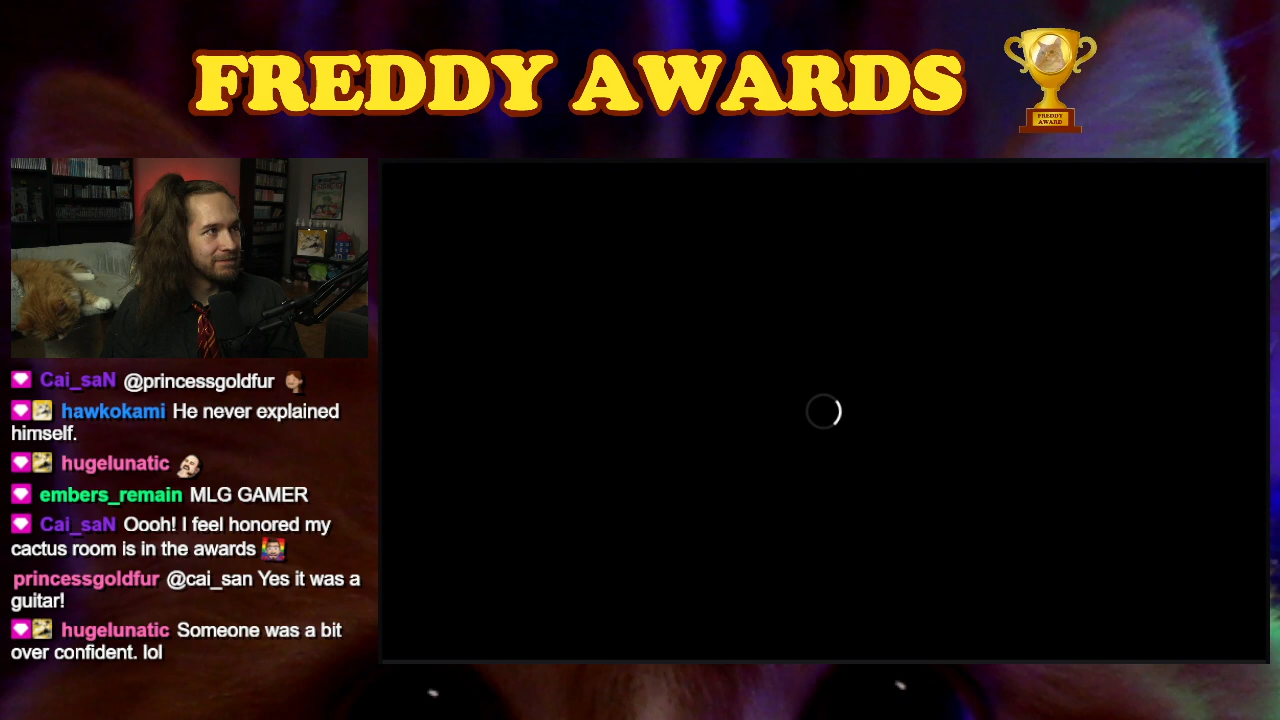 FREDDY AWARDS
FREDDY
AWARD
Cai_saN @princessgoldfur
hawkokami He never explained
himself.
hugelunatic
embers_remain MLG GAMER
Cai_saN Oooh! I feel honored my
cactus room is in the awards
princessgoldfur @cai_san Yes it was a
guitar!
hugelunatic Someone was a bit
over confident. lol